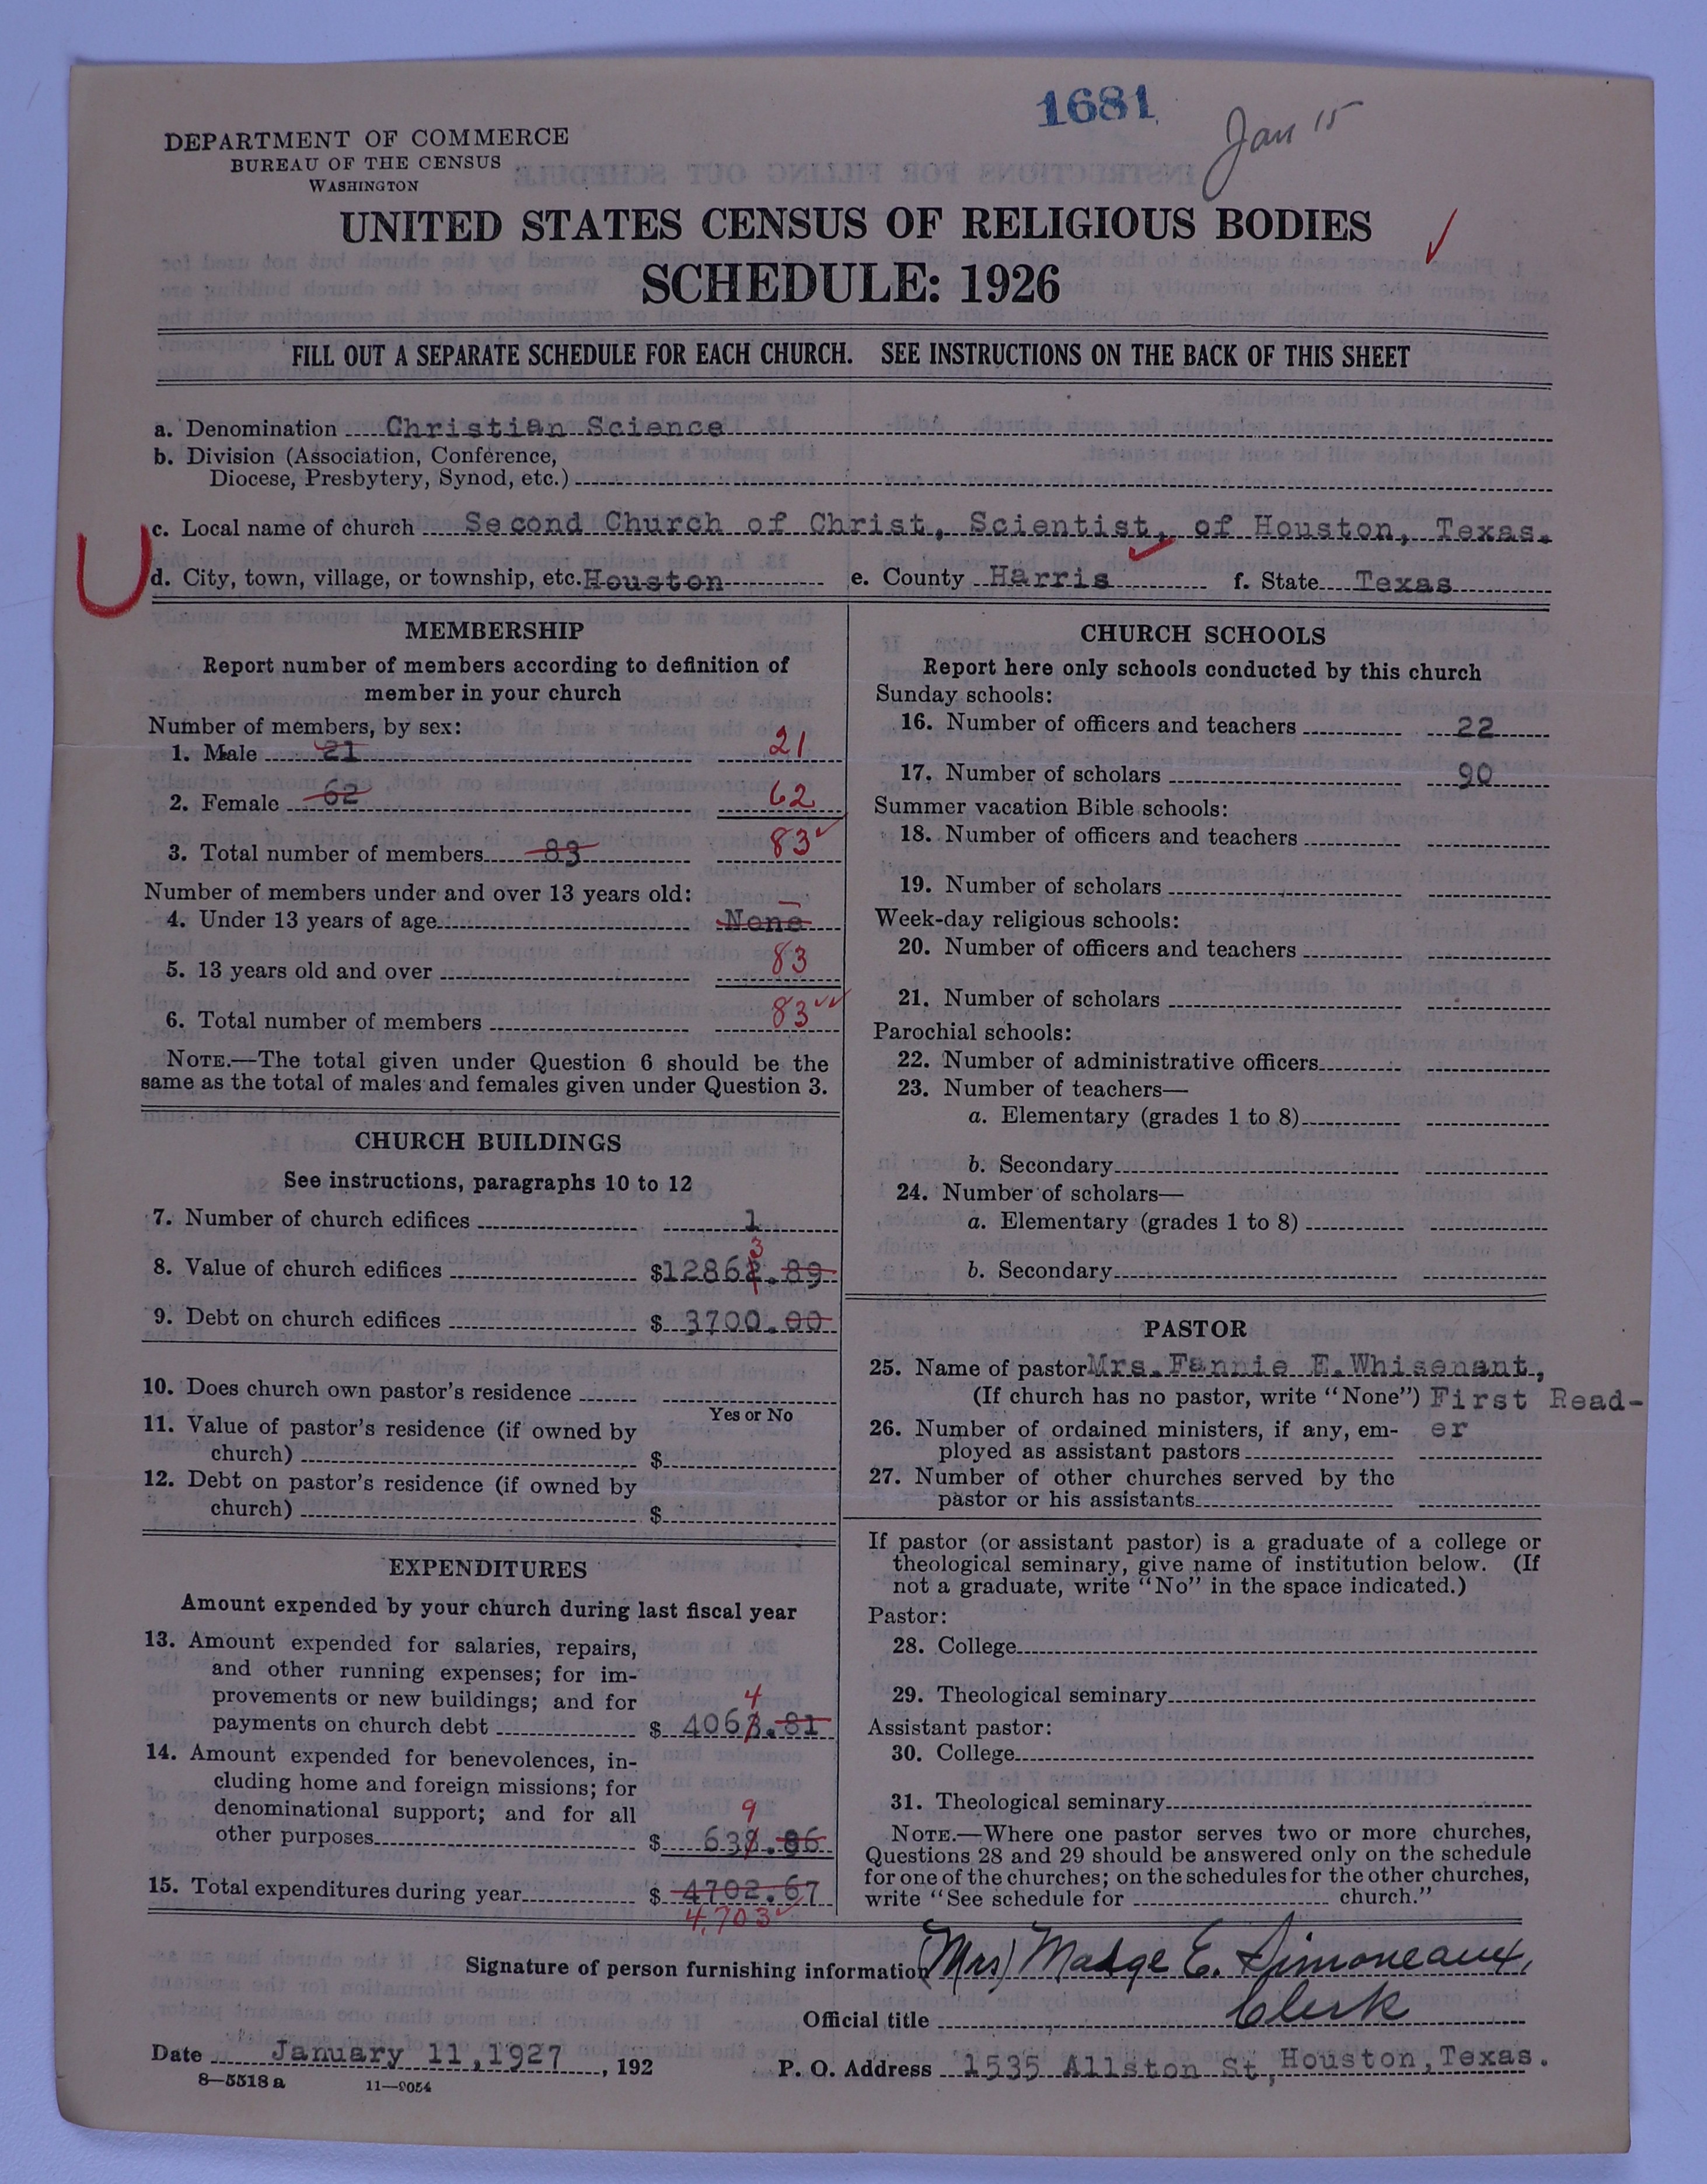 1681
Jan 15
DEPARTMENT OF COMMERCE
BUREAU OF THE CENSUS
WASHINGTON
UNITED STATES CENSUS OF RELIGIOUS BODIES
SCHEDULE: 1926
FILL OUT A SEPARATE SCHEDULE FOR EACH CHURCH. SEE INSTRUCTIONS ON THE BACK OF THIS SHEET
a. Denomination Christian Science
b. Division (Association, Conference,
Diocese, Presbytery, Synod, etc.)
c. Local name of church Second Church of Christ, Scientist, of Houston, Texas.
d. City, town, village, or township, etc. Houston e. County Harris f. State Texas
MEMBERSHIP
Report number of members according to definition of
member in your church
Number of members, by sex:
1. Male 21 21
2. Female 62 62
3. Total number of members 83 83
Number of members under and over 13 years old:
4. Under 13 years of age None
5. 13 years old and over 83
6. Total number of members 83
NOTE.—The total given under Question 6 should be the
same as the total of males and females given under Question 3.
CHURCH BUILDINGS
See instructions, paragraphs 10 to 12
7. Number of church edifices 1
3
8. Value of church edifices $12862.89
9. Debt on church edifices $ 3700.00
10. Does church own pastor's residence
Yes or No
11. Value of pastor's residence (if owned by
church) $
12. Debt on pastor's residence (if owned by
church) $
EXPENDITURES
Amount expended by your church during last fiscal year
13. Amount expended for salaries, repairs,
and other running expenses; for im-
provements or new buildings; and for 4
payments on church debt $ 4063.81
14. Amount expended for benevolences, in-
cluding home and foreign missions; for
denominational support; and for all 9
other purposes $ 638.86
15. Total expenditures during year $ 4702.67
4,703
CHURCH SCHOOLS
Report here only schools conducted by this church
Sunday schools:
16. Number of officers and teachers 22
17. Number of scholars 90
Summer vacation Bible schools:
18. Number of officers and teachers
19. Number of scholars
Week-day religious schools:
20. Number of officers and teachers
21. Number of scholars
Parochial schools:
22. Number of administrative officers
23. Number of teachers—
a. Elementary (grades 1 to 8)
b. Secondary
24. Number of scholars—
a. Elementary (grades 1 to 8)
b. Secondary
PASTOR
25. Name of pastor Mrs. Fannie E. Whisenant,
(If church has no pastor, write "None") First Read-
26. Number of ordained ministers, if any, em- er
ployed as assistant pastors
27. Number of other churches served by the
pastor or his assistants
If pastor (or assistant pastor) is a graduate of a college or
theological seminary, give name of institution below. (If
not a graduate, write "No" in the space indicated.)
Pastor:
28. College
29. Theological seminary
Assistant pastor:
30. College
31. Theological seminary
NOTE.—Where one pastor serves two or more churches,
Questions 28 and 29 should be answered only on the schedule
for one of the churches; on the schedules for the other churches,
write "See schedule for church."
Signature of person furnishing information (Mrs) Madge E. Simoneaux,
Official title Clerk
Date January 11, 1927, 192 P. O. Address 1535 Allston St, Houston, Texas.
8—5518 a 11—9054